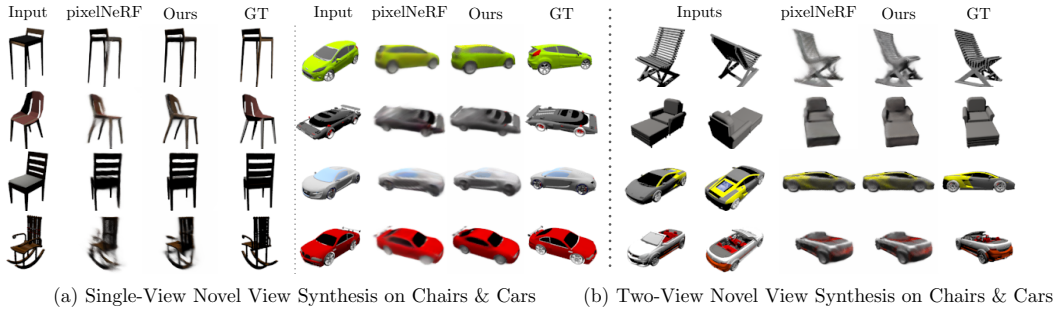 Input pixelNeRF Ours GT Input pixelNeRF Ours GT Inputs pixelNeRF Ours GT
(a) Single-View Novel View Synthesis on Chairs & Cars (b) Two-View Novel View Synthesis on Chairs & Cars